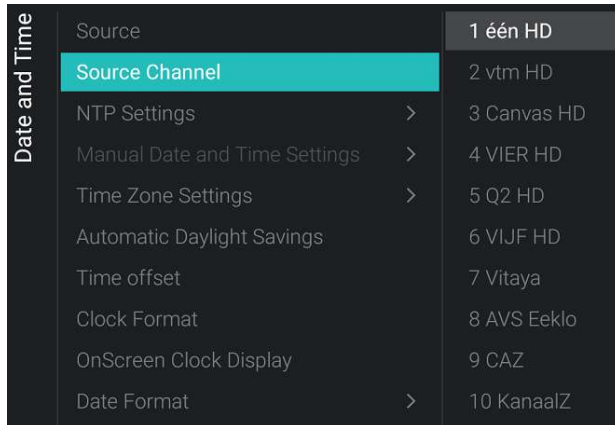 Date and Time
Source
Source Channel
NTP Settings
Manual Date and Time Settings
Time Zone Settings
Automatic Daylight Savings
Time offset
Clock Format
OnScreen Clock Display
Date Format
1 één HD
2 vtm HD
3 Canvas HD
4 VIER HD
5 Q2 HD
6 VIJF HD
7 Vitaya
8 AVS Eeklo
9 CAZ
10 KanaalZ